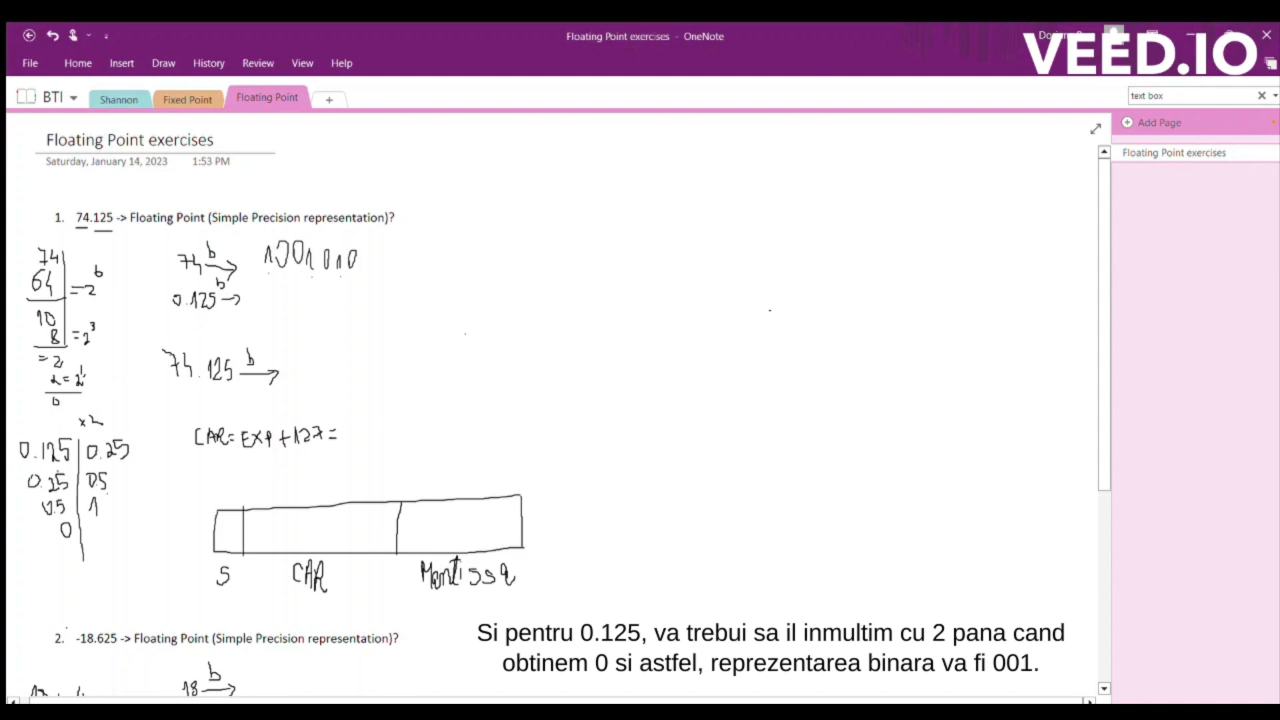 Floating Point exercises - OneNote
VEED.IO
File Home Insert Draw History Review View Help
BTI Shannon Fixed Point Floating Point +
text box
Add Page
Floating Point exercises
Floating Point exercises
Saturday, January 14, 2023 1:53 PM
1. 74.125 -> Floating Point (Simple Precision representation)?
74
64 = 2^6
10
8 = 2^3
= 2
2 = 2^1
0
74 b→ 1001010
0.125 b→
74.125 b→
x2
0.125 | 0.25
0.25 | 0.5
0.5 | 1
0
CAR = EXP + 127 =
S CAR Mantissa
2. -18.625 -> Floating Point (Simple Precision representation)?
18 b→
Si pentru 0.125, va trebui sa il inmultim cu 2 pana cand
obtinem 0 si astfel, reprezentarea binara va fi 001.